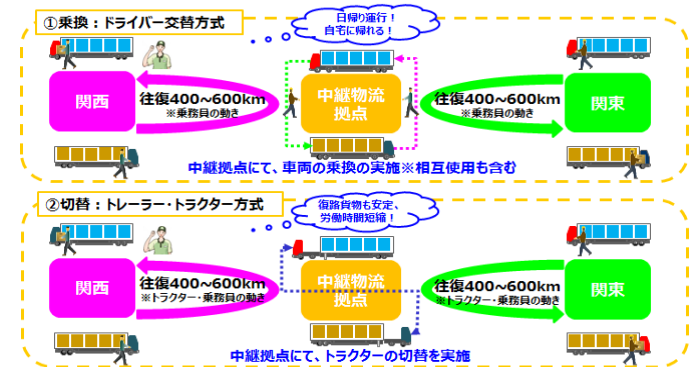 ①乗換：ドライバー交替方式
日帰り運行！
自宅に帰れる！
関西
往復400~600km
※乗務員の動き
中継物流
拠点
往復400~600km
※乗務員の動き
関東
中継拠点にて、車両の乗換の実施※相互使用も含む
②切替：トレーラー・トラクター方式
復路貨物も安定、
労働時間短縮！
関西
往復400~600km
※トラクター・乗務員の動き
中継物流
拠点
往復400~600km
※トラクター・乗務員の動き
関東
中継拠点にて、トラクターの切替を実施